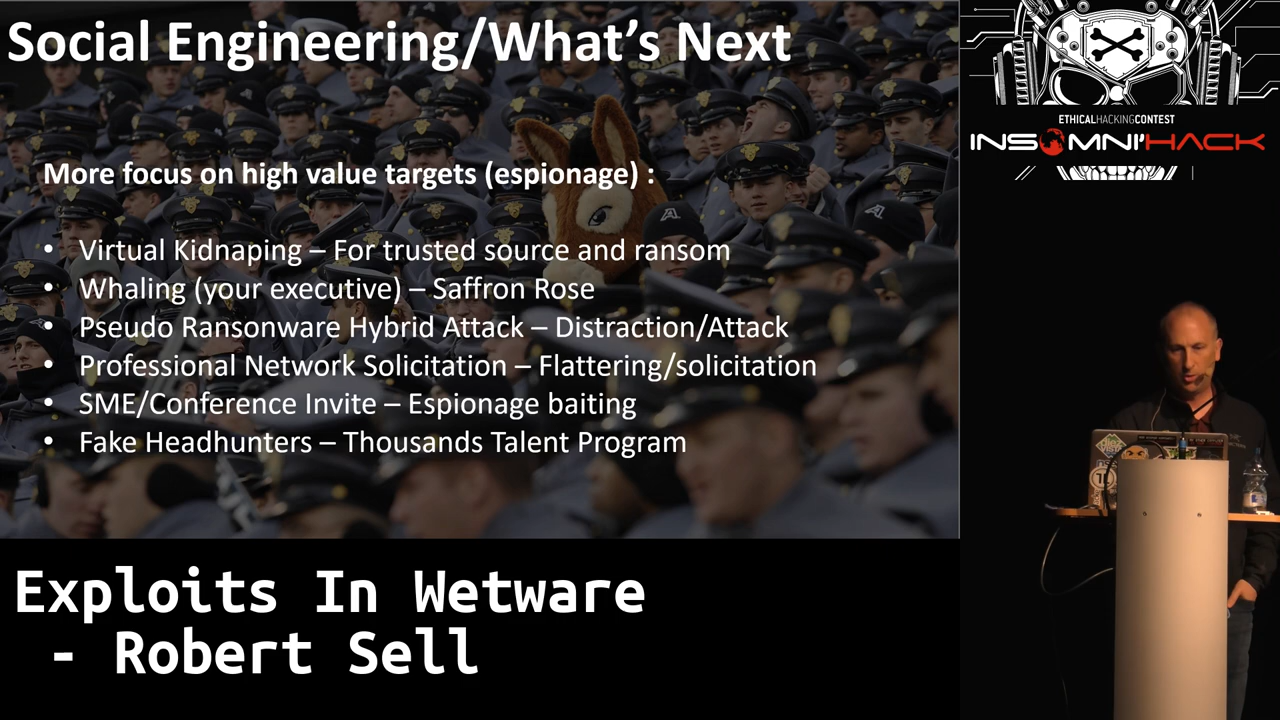 Social Engineering/What's Next
More focus on high value targets (espionage) :
• Virtual Kidnaping – For trusted source and ransom
• Whaling (your executive) – Saffron Rose
• Pseudo Ransonware Hybrid Attack – Distraction/Attack
• Professional Network Solicitation – Flattering/solicitation
• SME/Conference Invite – Espionage baiting
• Fake Headhunters – Thousands Talent Program
Exploits In Wetware
- Robert Sell
ETHICALHACKINGCONTEST
INSOMNI'HACK